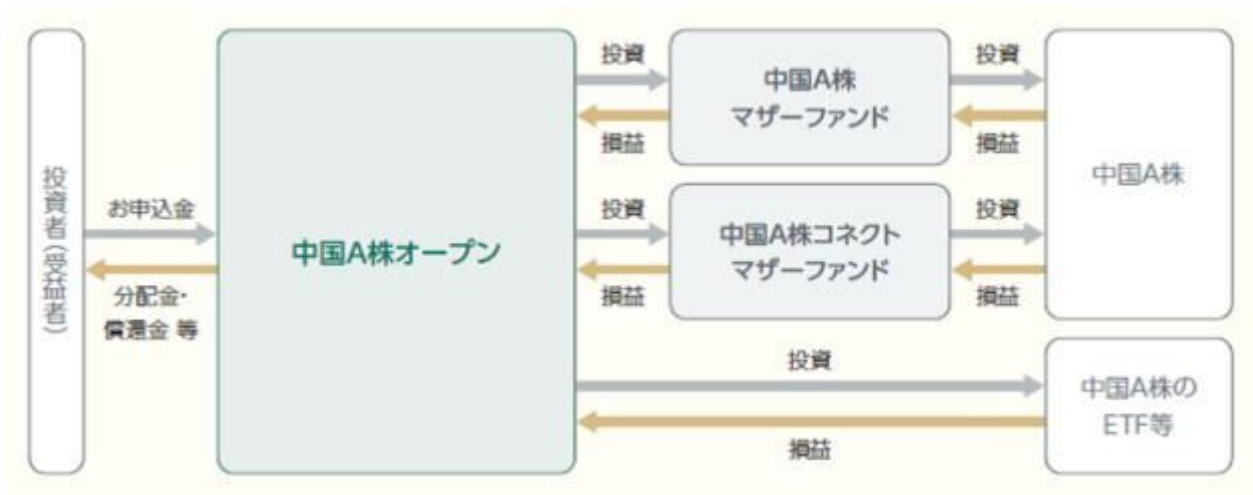 投資者(受益者)
お申込金
分配金・
償還金 等
中国A株オープン
投資
損益
中国A株
マザーファンド
投資
損益
投資
損益
中国A株コネクト
マザーファンド
投資
損益
中国A株
投資
損益
中国A株の
ETF等